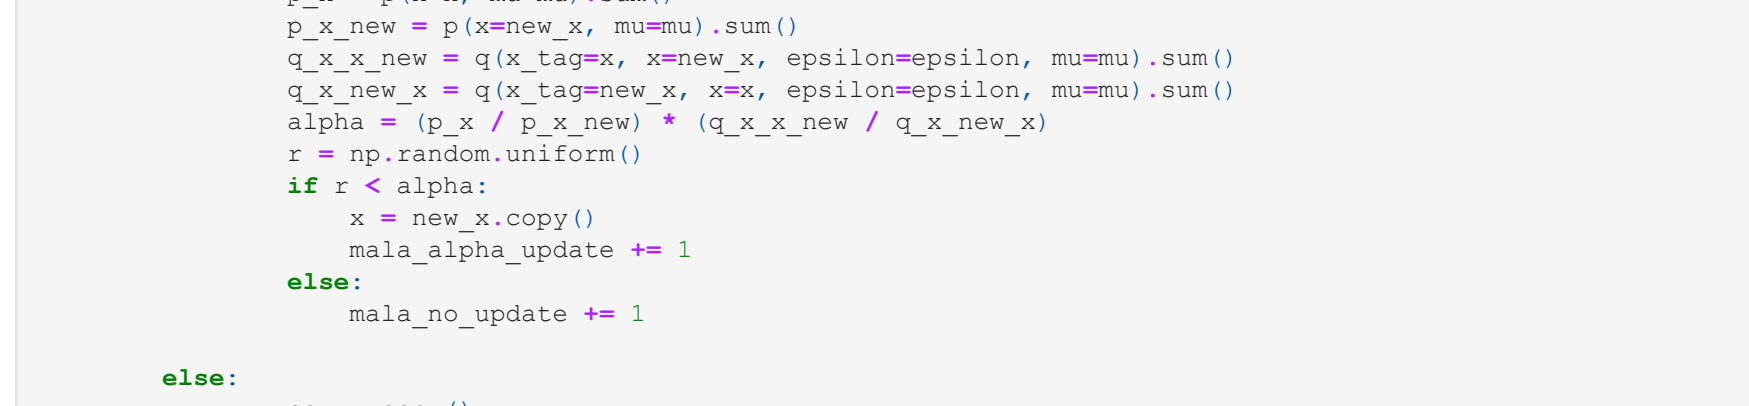 p_x_new = p(x=new_x, mu=mu).sum()
q_x_x_new = q(x_tag=x, x=new_x, epsilon=epsilon, mu=mu).sum()
q_x_new_x = q(x_tag=new_x, x=x, epsilon=epsilon, mu=mu).sum()
alpha = (p_x / p_x_new) * (q_x_x_new / q_x_new_x)
r = np.random.uniform()
if r < alpha:
x = new_x.copy()
mala_alpha_update += 1
else:
mala_no_update += 1
else: